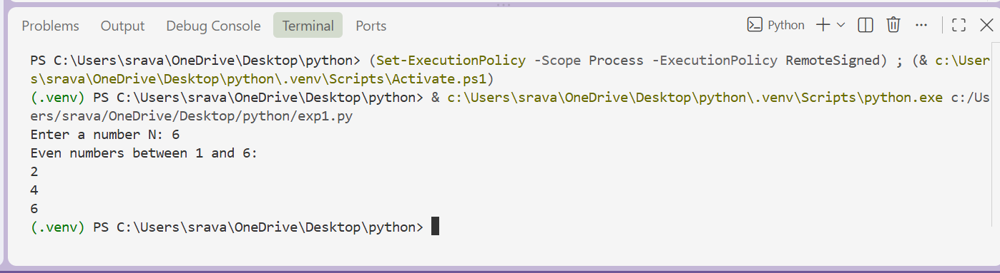 Problems Output Debug Console Terminal Ports Python
PS C:\Users\srava\OneDrive\Desktop\python> (Set-ExecutionPolicy -Scope Process -ExecutionPolicy RemoteSigned) ; (& c:\User
s\srava\OneDrive\Desktop\python\.venv\Scripts\Activate.ps1)
(.venv) PS C:\Users\srava\OneDrive\Desktop\python> & c:\Users\srava\OneDrive\Desktop\python\.venv\Scripts\python.exe c:/Us
ers/srava/OneDrive/Desktop/python/exp1.py
Enter a number N: 6
Even numbers between 1 and 6:
2
4
6
(.venv) PS C:\Users\srava\OneDrive\Desktop\python>